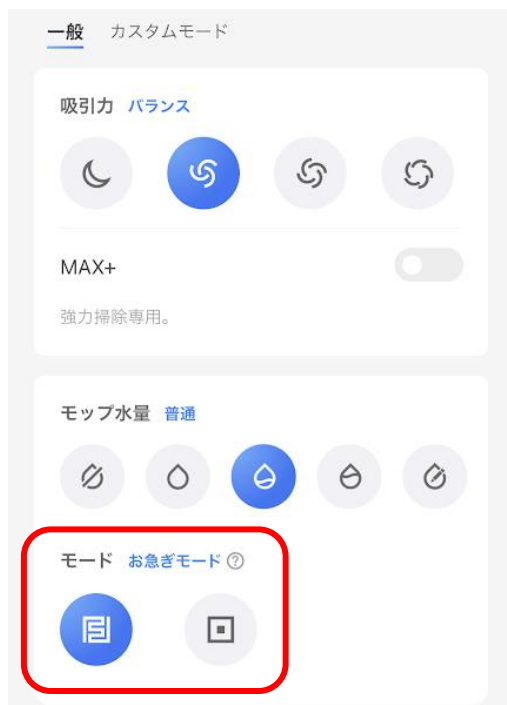 一般 カスタムモード
吸引力 バランス
MAX+
強力掃除専用。
モップ水量 普通
モード お急ぎモード ?